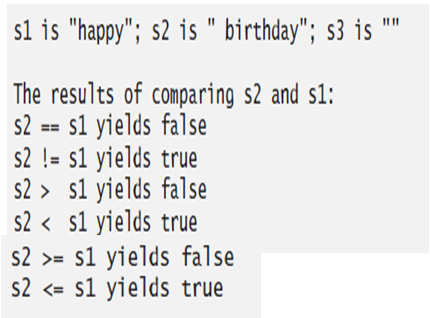 s1 is "happy"; s2 is " birthday"; s3 is ""
The results of comparing s2 and s1:
s2 == s1 yields false
s2 != s1 yields true
s2 >  s1 yields false
s2 <  s1 yields true
s2 >= s1 yields false
s2 <= s1 yields true